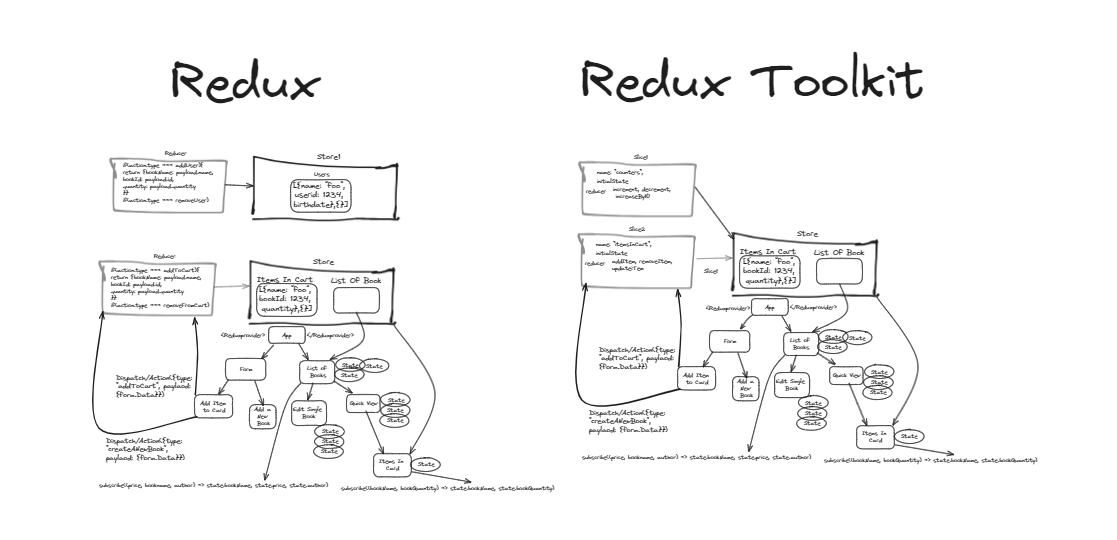 Redux
Reducer
if(action.type === addUser){
return {bookName: payload.name,
bookId: payload.id,
quantity: payload.quantity
}}
if(action.type === removeUser)
Store1
Users
[{name: "foo",
userid: 1234,
birthdate},{}]
Reducer
if(action.type === addToCart){
return {bookName: payload.name,
bookId: payload.id,
quantity: payload.quantity
}}
if(action.type === removeFromCart)
Store
Items In Cart
[{name: "foo",
bookId: 1234,
quantity},{}]
List Of Book
<Reduxprovider>
App
</Reduxprovider>
Form
List of
Books
State
State
State
Add Item
to Card
Add a
New
Book
Edit Single
Book
State
State
State
Quick View
State
State
State
Items In
Card
State
Dispatch/Action({type:
"addToCart", paylaod:
{Form.Data}})
Dispatch/Action({type:
"createANewBook",
paylaod: {Form.Data}})
subscribe((price, bookname, author) => state.bookName, state.price, state.author)
subscribe((bookName, bookQuantity) => state.bookName, state.bookQuantity)
Redux Toolkit
Slice1
name: "counters",
initialState
reducer increment, decrement,
increaseBy10
Slice2
name: "itemsInCart",
initialState
reducer addItem, removeItem,
updateItem
Slice1
Store
Items In Cart
[{name: "foo",
bookId: 1234,
quantity},{}]
List Of Book
<Reduxprovider>
App
</Reduxprovider>
Form
List of
Books
State
State
State
Add Item
to Card
Add a
New
Book
Edit Single
Book
State
State
State
Quick View
State
State
State
Items In
Card
State
Dispatch/Action({type:
"addToCart", paylaod:
{Form.Data}})
Dispatch/Action({type:
"createANewBook",
paylaod: {Form.Data}})
subscribe((price, bookname, author) => state.bookName, state.price, state.author)
subscribe((bookName, bookQuantity) => state.bookName, state.bookQuantity)